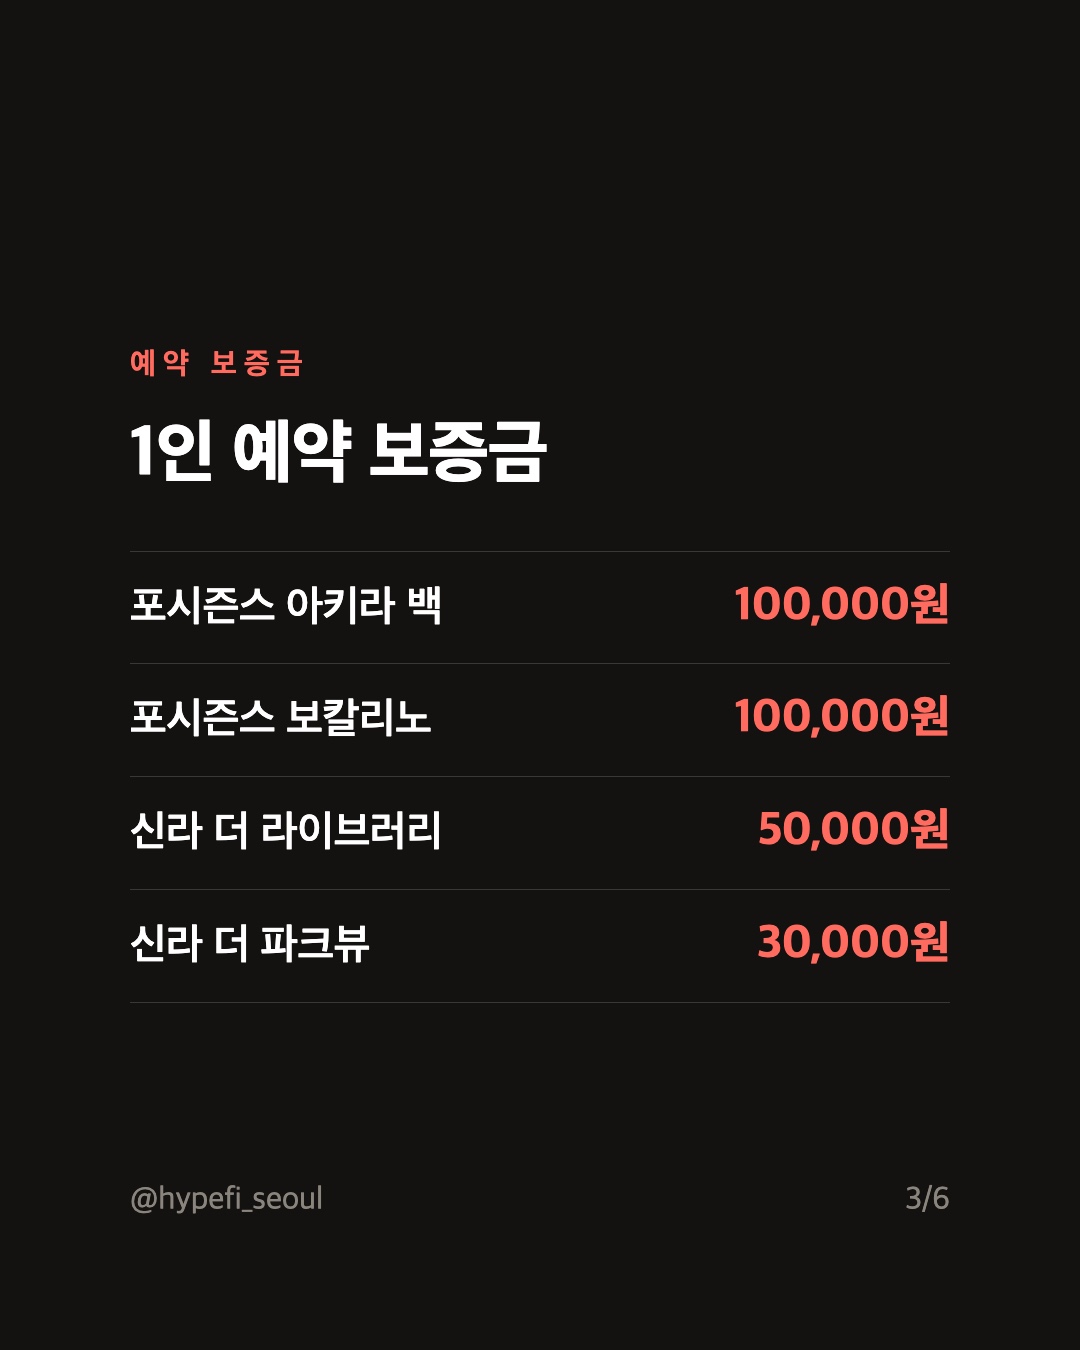 예약 보증금
1인 예약 보증금
포시즌스 아키라 백 100,000원
포시즌스 보칼리노 100,000원
신라 더 라이브러리 50,000원
신라 더 파크뷰 30,000원
@hypefi_seoul 3/6